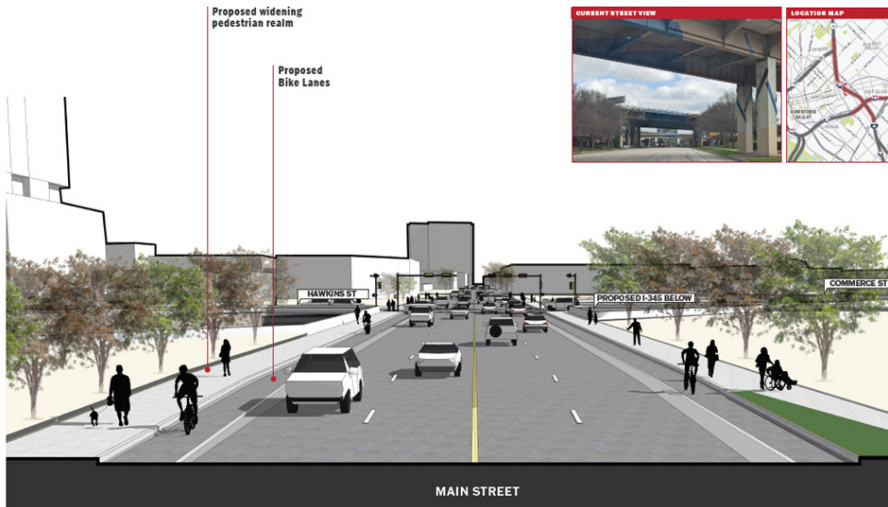 Proposed widening
pedestrian realm
Proposed
Bike Lanes
CURRENT STREET VIEW
LOCATION MAP
HAWKINS ST
PROPOSED I-345 BELOW
COMMERCE ST
MAIN STREET